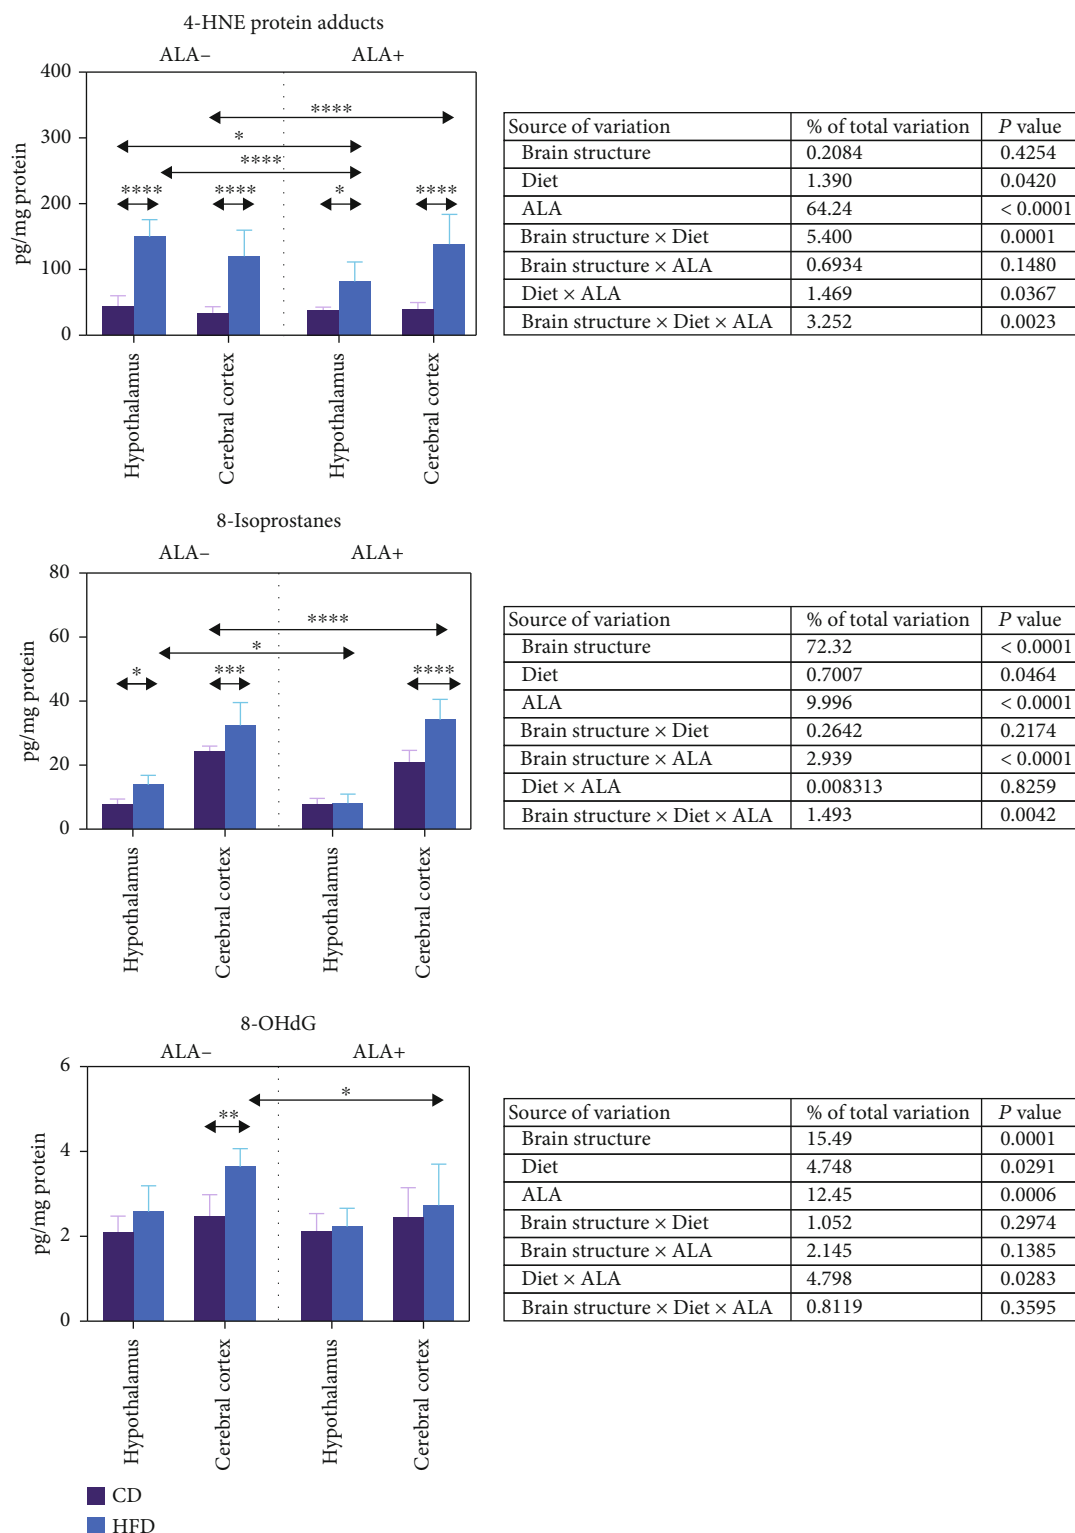 4-HNE protein adducts
ALA– ALA+
pg/mg protein
400
300
200
100
0
****
*
****
**** **** * ****
Hypothalamus
Cerebral cortex
Hypothalamus
Cerebral cortex
Source of variation % of total variation P value
Brain structure 0.2084 0.4254
Diet 1.390 0.0420
ALA 64.24 < 0.0001
Brain structure × Diet 5.400 0.0001
Brain structure × ALA 0.6934 0.1480
Diet × ALA 1.469 0.0367
Brain structure × Diet × ALA 3.252 0.0023
8-Isoprostanes
ALA– ALA+
pg/mg protein
80
60
40
20
0
****
*
* *** ****
Hypothalamus
Cerebral cortex
Hypothalamus
Cerebral cortex
Source of variation % of total variation P value
Brain structure 72.32 < 0.0001
Diet 0.7007 0.0464
ALA 9.996 < 0.0001
Brain structure × Diet 0.2642 0.2174
Brain structure × ALA 2.939 < 0.0001
Diet × ALA 0.008313 0.8259
Brain structure × Diet × ALA 1.493 0.0042
8-OHdG
ALA– ALA+
pg/mg protein
6
4
2
0
*
**
Hypothalamus
Cerebral cortex
Hypothalamus
Cerebral cortex
Source of variation % of total variation P value
Brain structure 15.49 0.0001
Diet 4.748 0.0291
ALA 12.45 0.0006
Brain structure × Diet 1.052 0.2974
Brain structure × ALA 2.145 0.1385
Diet × ALA 4.798 0.0283
Brain structure × Diet × ALA 0.8119 0.3595
CD
HFD